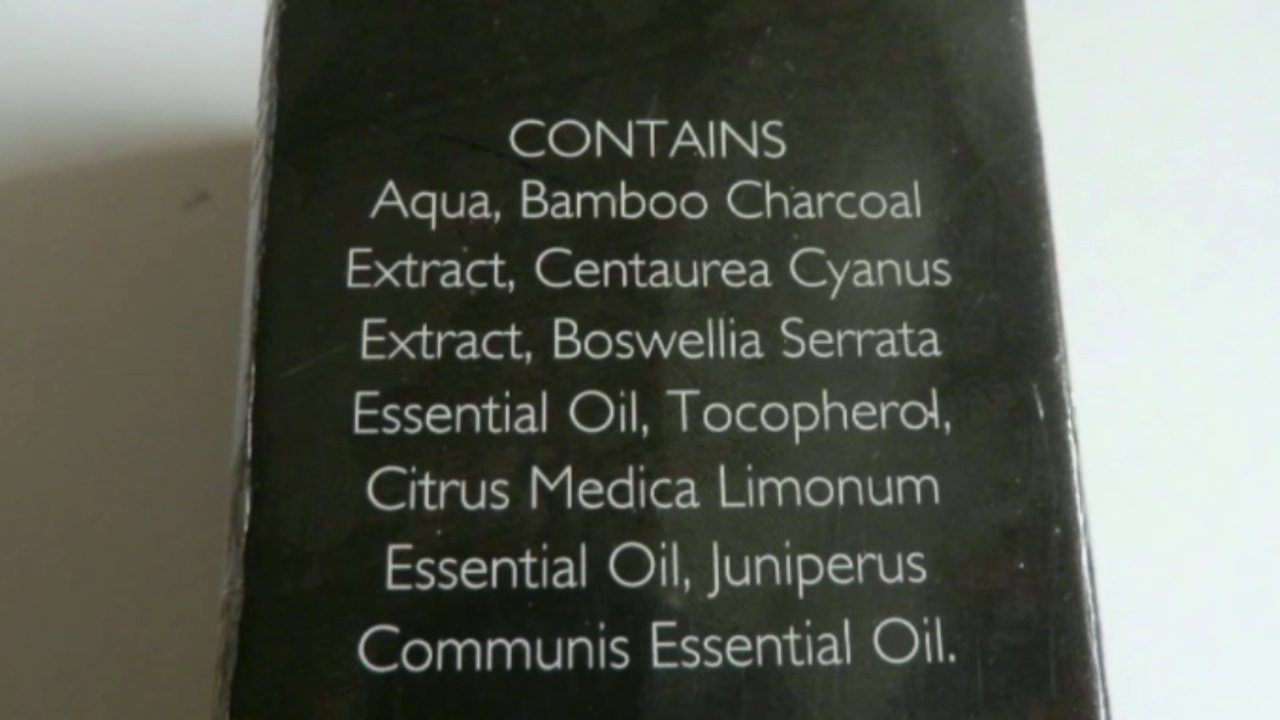 CONTAINS
Aqua, Bamboo Charcoal
Extract, Centaurea Cyanus
Extract, Boswellia Serrata
Essential Oil, Tocopherol,
Citrus Medica Limonum
Essential Oil, Juniperus
Communis Essential Oil.